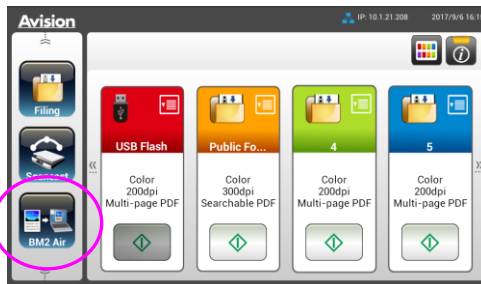 Avision
IP: 10.1.21.208 2017/9/6 16:1
Filing
Scancast
BM2 Air
USB Flash
Color
200dpi
Multi-page PDF
Public Fo...
Color
300dpi
Searchable PDF
4
Color
200dpi
Multi-page PDF
5
Color
200dpi
Multi-page PDF